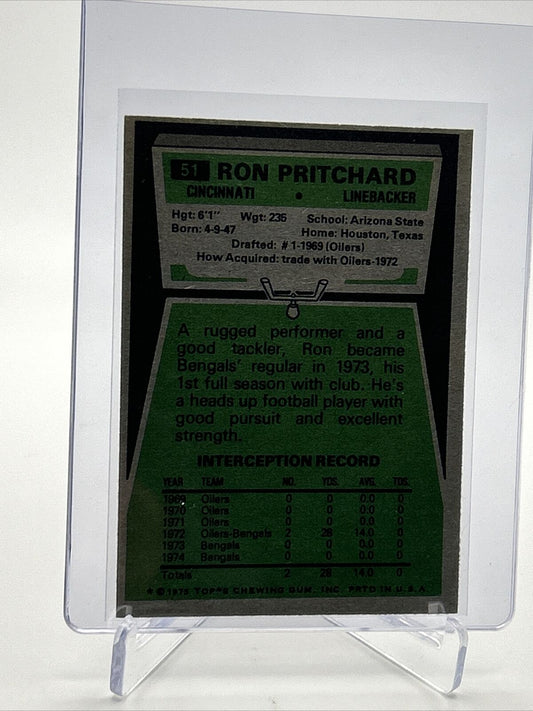 51 RON PRITCHARD
CINCINNATI • LINEBACKER
Hgt: 6'1" Wgt: 235 School: Arizona State
Born: 4-9-47 Home: Houston, Texas
Drafted: #1-1969 (Oilers)
How Acquired: trade with Oilers-1972
A rugged performer and a
good tackler, Ron became
Bengals' regular in 1973, his
1st full season with club. He's
a heads up football player with
good pursuit and excellent
strength.
INTERCEPTION RECORD
YEAR TEAM NO. YDS. AVG. TDS.
1969 Oilers 0 0 0.0 0
1970 Oilers 0 0 0.0 0
1971 Oilers 0 0 0.0 0
1972 Oilers-Bengals 2 28 14.0 0
1973 Bengals 0 0 0.0 0
1974 Bengals 0 0 0.0 0
Totals 2 28 14.0 0
* © 1975 TOPPS CHEWING GUM, INC. PRTD IN U.S.A.